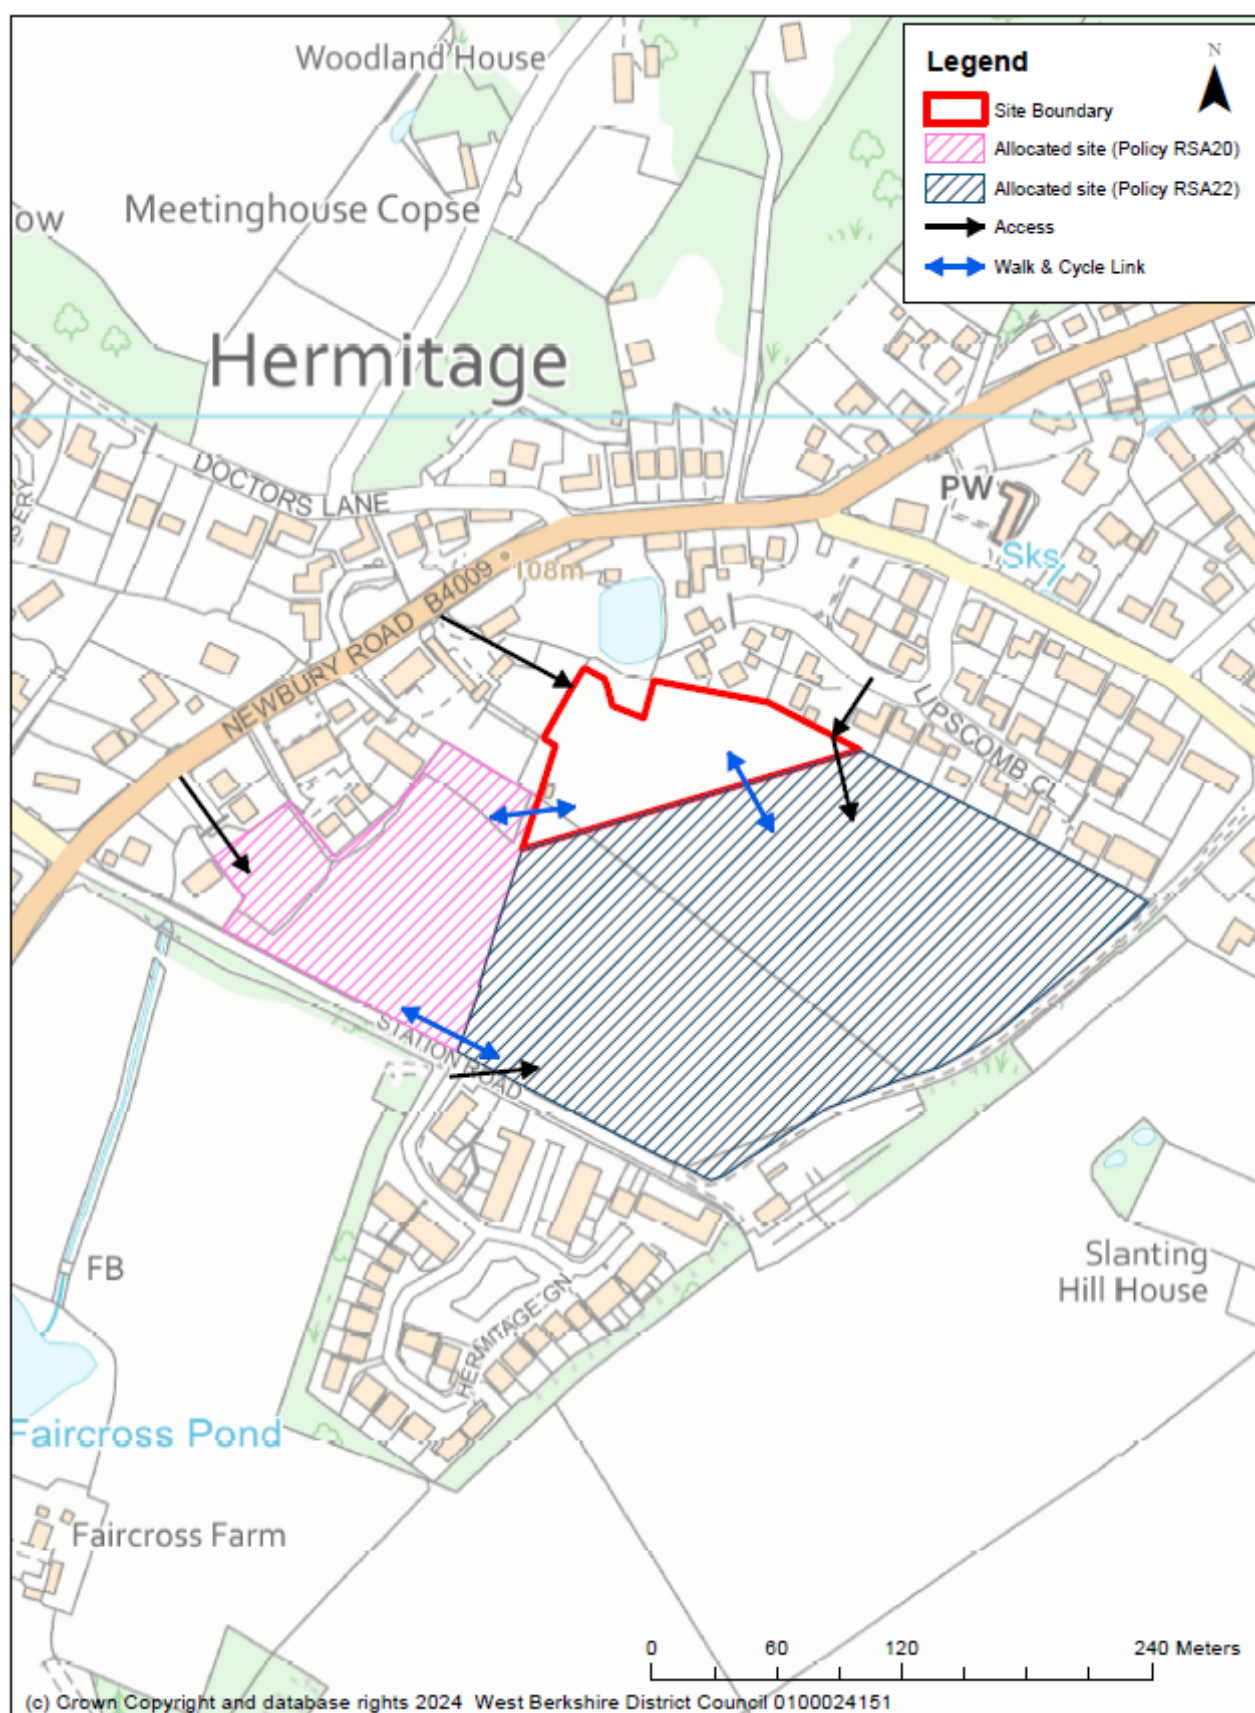 Woodland House
Legend
N
Site Boundary
Allocated site (Policy RSA20)
Allocated site (Policy RSA22)
Access
Walk & Cycle Link
ow
Meetinghouse Copse
Hermitage
DOCTORS LANE
PW
Sks
108m
NEWBURY ROAD B4009
LIPSCOMB CL
STATION ROAD
FB
HERMITAGE GN
Slanting
Hill House
Faircross Pond
Faircross Farm
0 60 120 240 Meters
(c) Crown Copyright and database rights 2024 West Berkshire District Council 0100024151